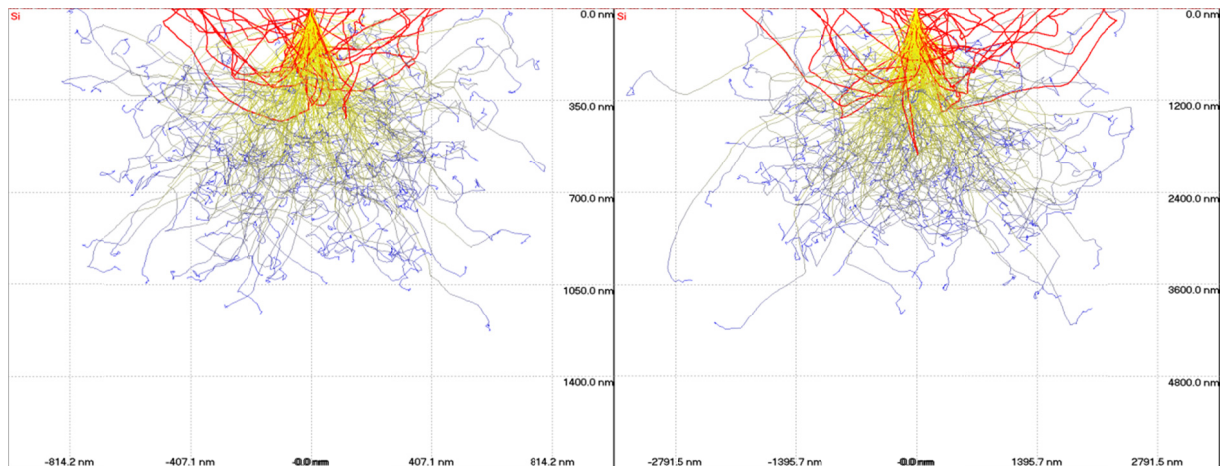 Si
0.0 nm
350.0 nm
700.0 nm
1050.0 nm
1400.0 nm
-814.2 nm
-407.1 nm
407.1 nm
814.2 nm
Si
0.0 nm
1200.0 nm
2400.0 nm
3600.0 nm
4800.0 nm
-2791.5 nm
-1395.7 nm
1395.7 nm
2791.5 nm